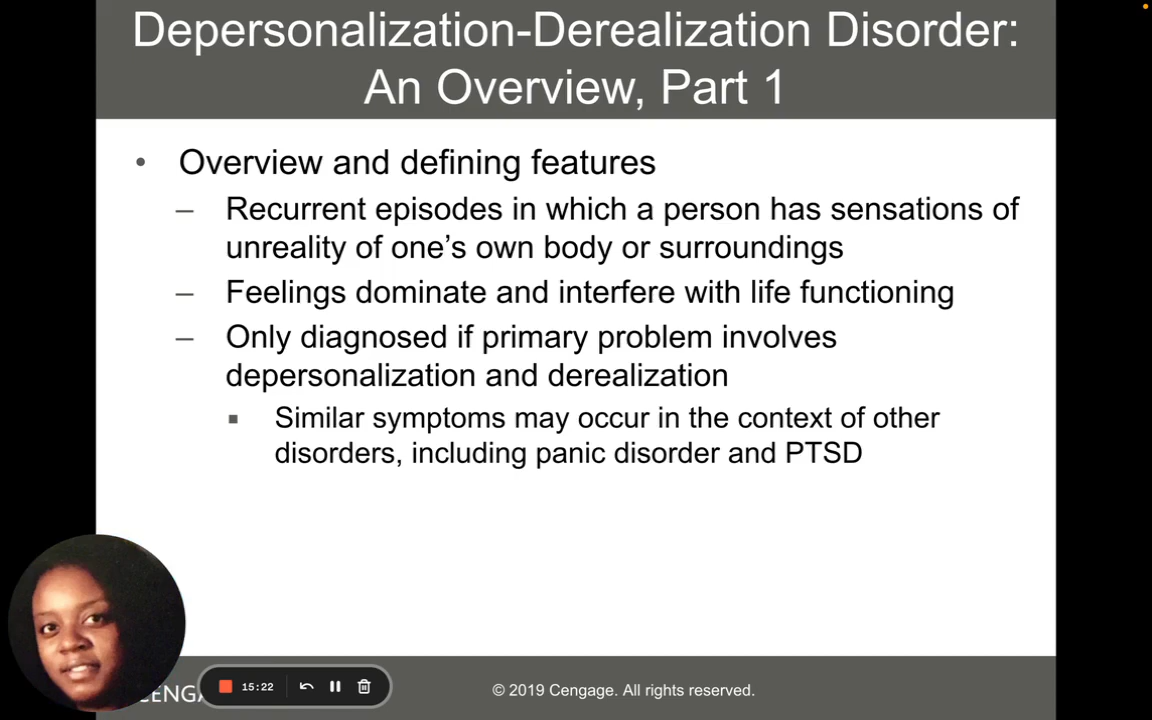 Depersonalization-Derealization Disorder:
An Overview, Part 1
• Overview and defining features
– Recurrent episodes in which a person has sensations of
unreality of one’s own body or surroundings
– Feelings dominate and interfere with life functioning
– Only diagnosed if primary problem involves
depersonalization and derealization
▪ Similar symptoms may occur in the context of other
disorders, including panic disorder and PTSD
15:22
© 2019 Cengage. All rights reserved.